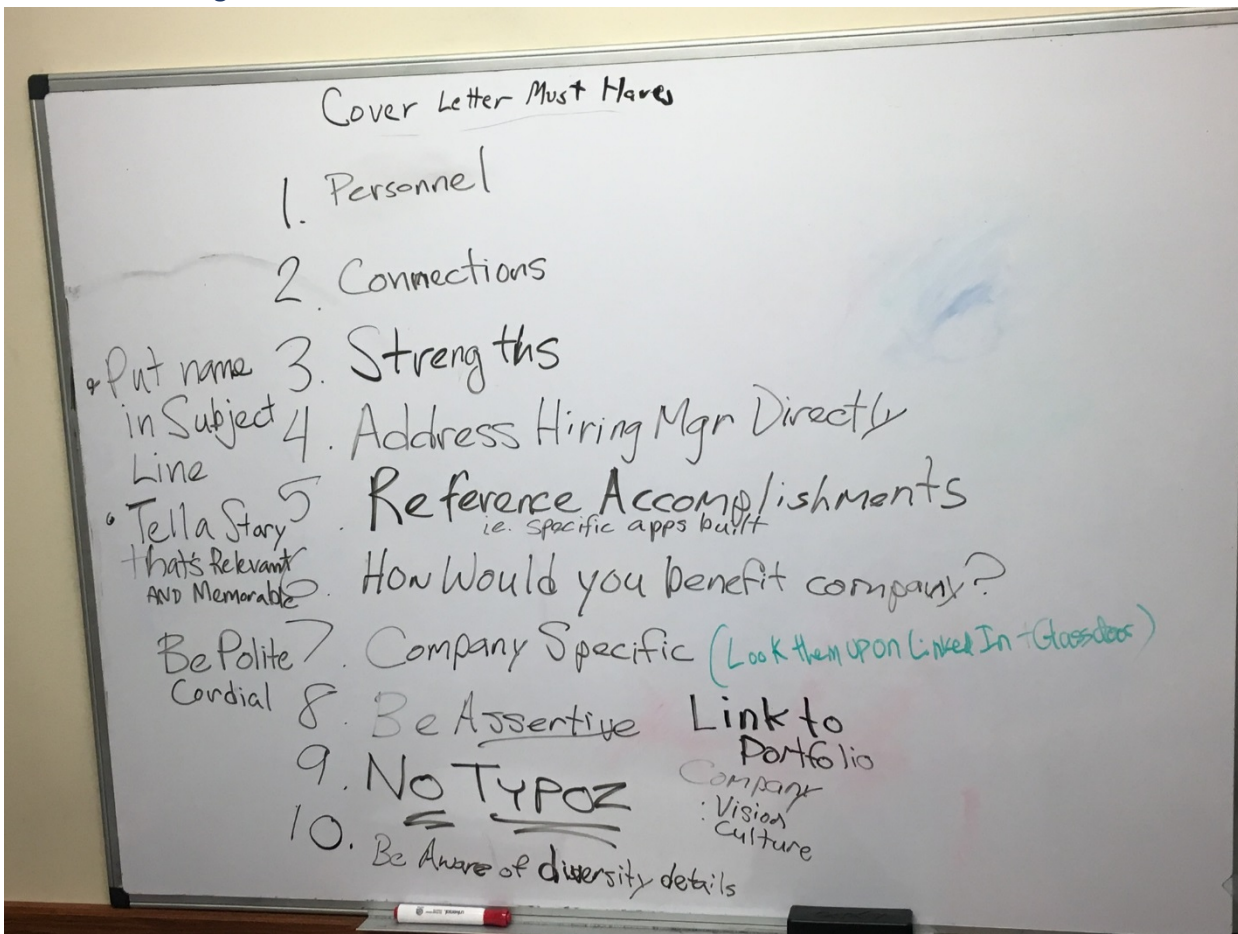 Cover Letter Must Haves
1. Personnel
2. Connections
3. Strengths
4. Address Hiring Mgr Directly
5. Reference Accomplishments
i.e. specific apps built
6. How Would you benefit company?
7. Company Specific (Look them up on Linked In + Glassdoor)
8. Be Assertive
9. No TYPOZ
10. Be Aware of diversity details
• Put name
in Subject
Line
• Tell a Story
that's Relevant
AND Memorable
Be Polite
Cordial
Link to
Portfolio
Company
: Vision
: Culture